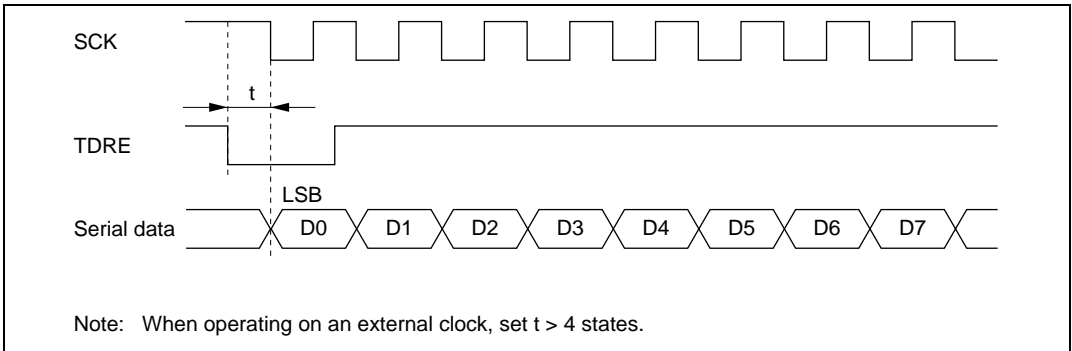 SCK
t
TDRE
LSB
Serial data D0 D1 D2 D3 D4 D5 D6 D7
Note: When operating on an external clock, set t > 4 states.